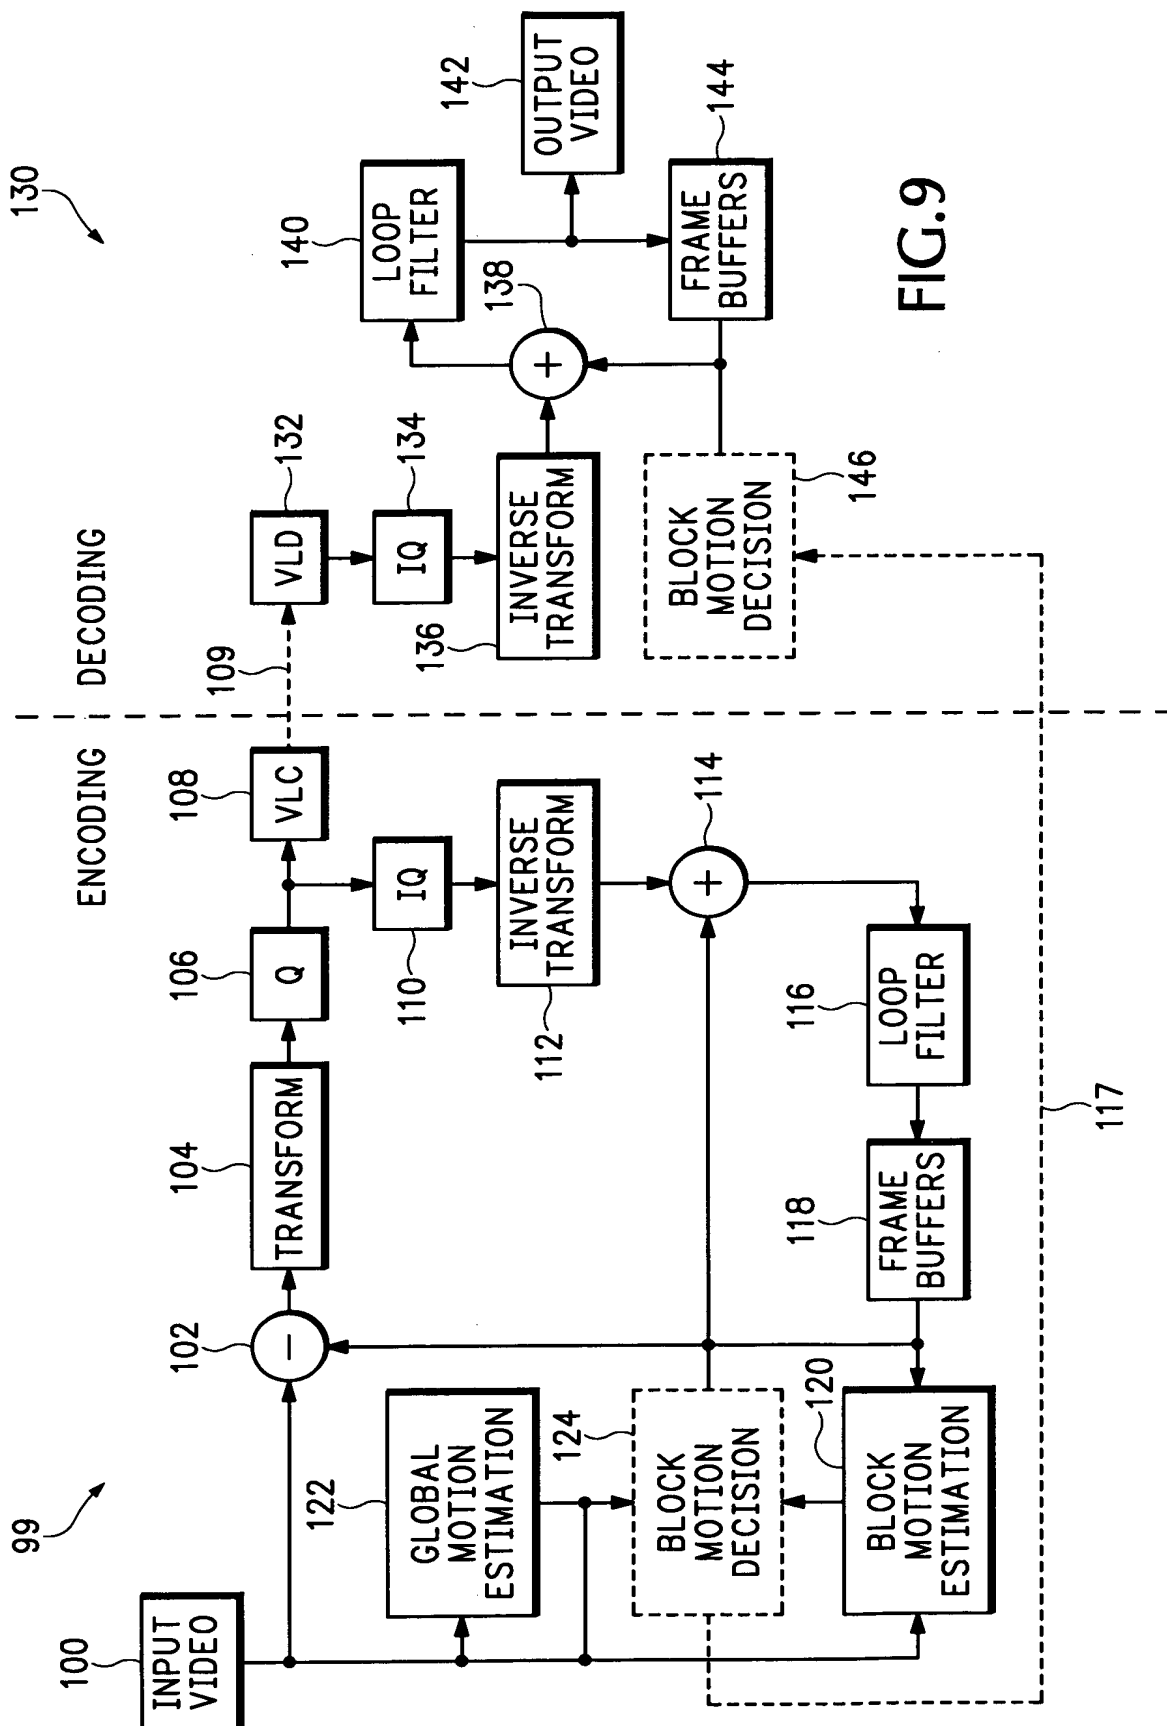 99
130
ENCODING
DECODING
100
INPUT
VIDEO
102
−
104
TRANSFORM
106
Q
108
VLC
109
132
VLD
110
IQ
134
IQ
112
INVERSE
TRANSFORM
136
INVERSE
TRANSFORM
114
+
138
+
140
LOOP
FILTER
142
OUTPUT
VIDEO
144
FRAME
BUFFERS
146
BLOCK
MOTION
DECISION
122
GLOBAL
MOTION
ESTIMATION
124
BLOCK
MOTION
DECISION
120
BLOCK
MOTION
ESTIMATION
118
FRAME
BUFFERS
116
LOOP
FILTER
117
FIG.9